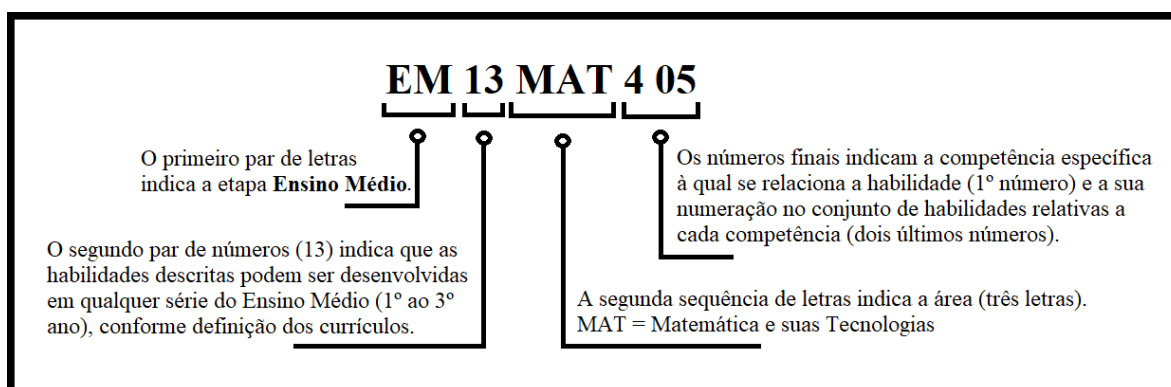 EM 13 MAT 4 05
O primeiro par de letras
indica a etapa Ensino Médio.
Os números finais indicam a competência específica
à qual se relaciona a habilidade (1º número) e a sua
numeração no conjunto de habilidades relativas a
cada competência (dois últimos números).
O segundo par de números (13) indica que as
habilidades descritas podem ser desenvolvidas
em qualquer série do Ensino Médio (1º ao 3º
ano), conforme definição dos currículos.
A segunda sequência de letras indica a área (três letras).
MAT = Matemática e suas Tecnologias